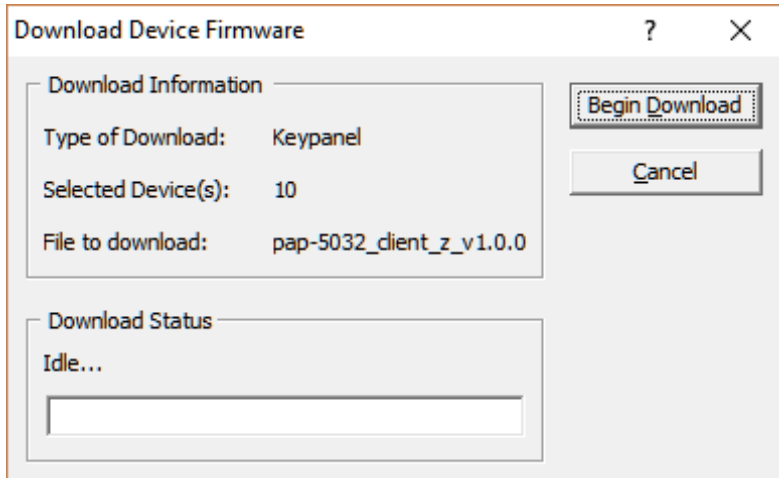 Download Device Firmware
Download Information
Type of Download: Keypanel
Selected Device(s): 10
File to download: pap-5032_client_z_v1.0.0
Begin Download
Cancel
Download Status
Idle...